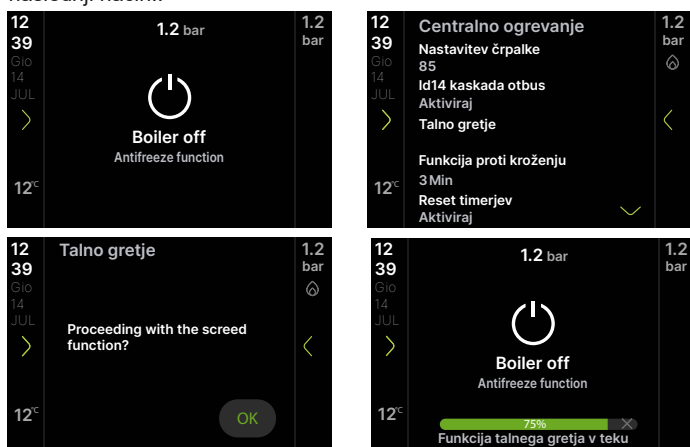 12
39
Gio
14
JUL
12°C
1.2 bar
Boiler off
Antifreeze function
1.2
bar
12
39
Gio
14
JUL
12°C
Centralno ogrevanje
Nastavitev črpalke
85
Id14 kaskada otbus
Aktiviraj
Talno gretje
Funkcija proti kroženju
3 Min
Reset timerjev
Aktiviraj
1.2
bar
12
39
Gio
14
JUL
12°C
Talno gretje
Proceeding with the screed
function?
OK
1.2
bar
12
39
Gio
14
JUL
12°C
1.2 bar
Boiler off
Antifreeze function
75%
Funkcija talnega gretja v teku
1.2
bar